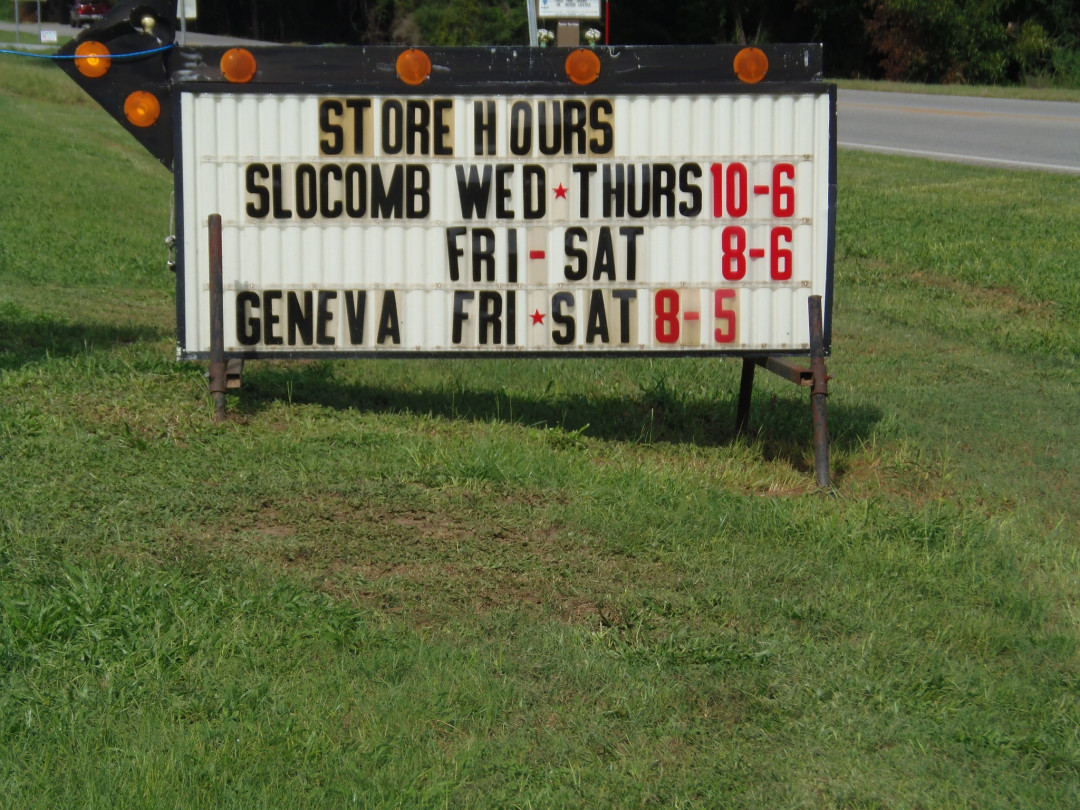 STORE HOURS
SLOCOMB WED★THURS 10-6
FRI-SAT 8-6
GENEVA FRI★SAT 8-5